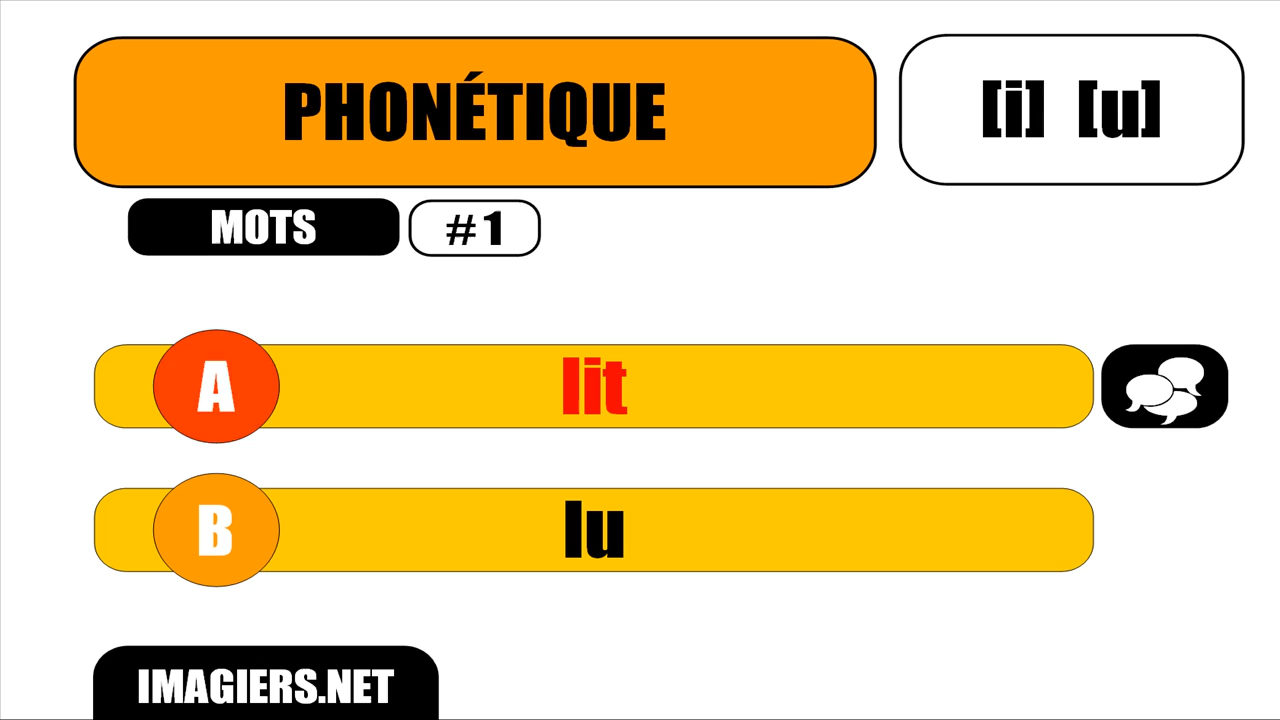 PHONÉTIQUE
[i] [u]
MOTS #1
A lit
B lu
IMAGIERS.NET